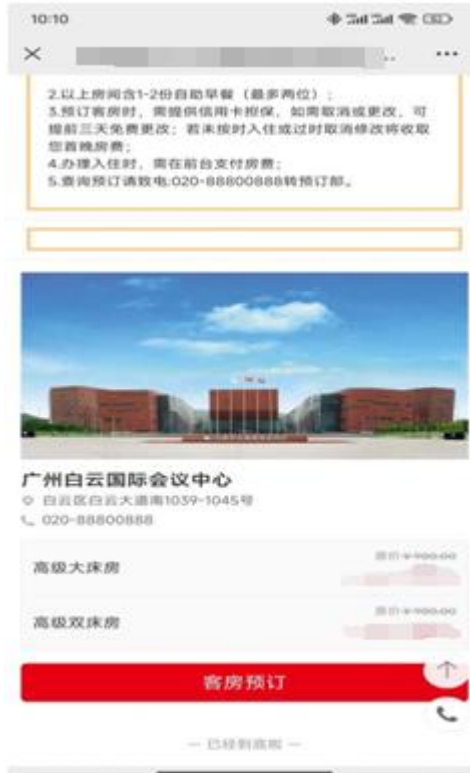 10:10
2.以上房间含1-2份自助早餐（最多两位）；
3.预订客房时，需提供信用卡担保，如需取消或更改，可
提前三天免费更改；若未按时入住或过时取消修改将收取
您首晚房费；
4.办理入住时，需在前台支付房费；
5.查询预订请致电:020-88800888转预订部。
广州白云国际会议中心
白云区白云大道南1039-1045号
020-88800888
高级大床房
原价¥900.00
高级双床房
原价¥900.00
客房预订
— 已经到底啦 —